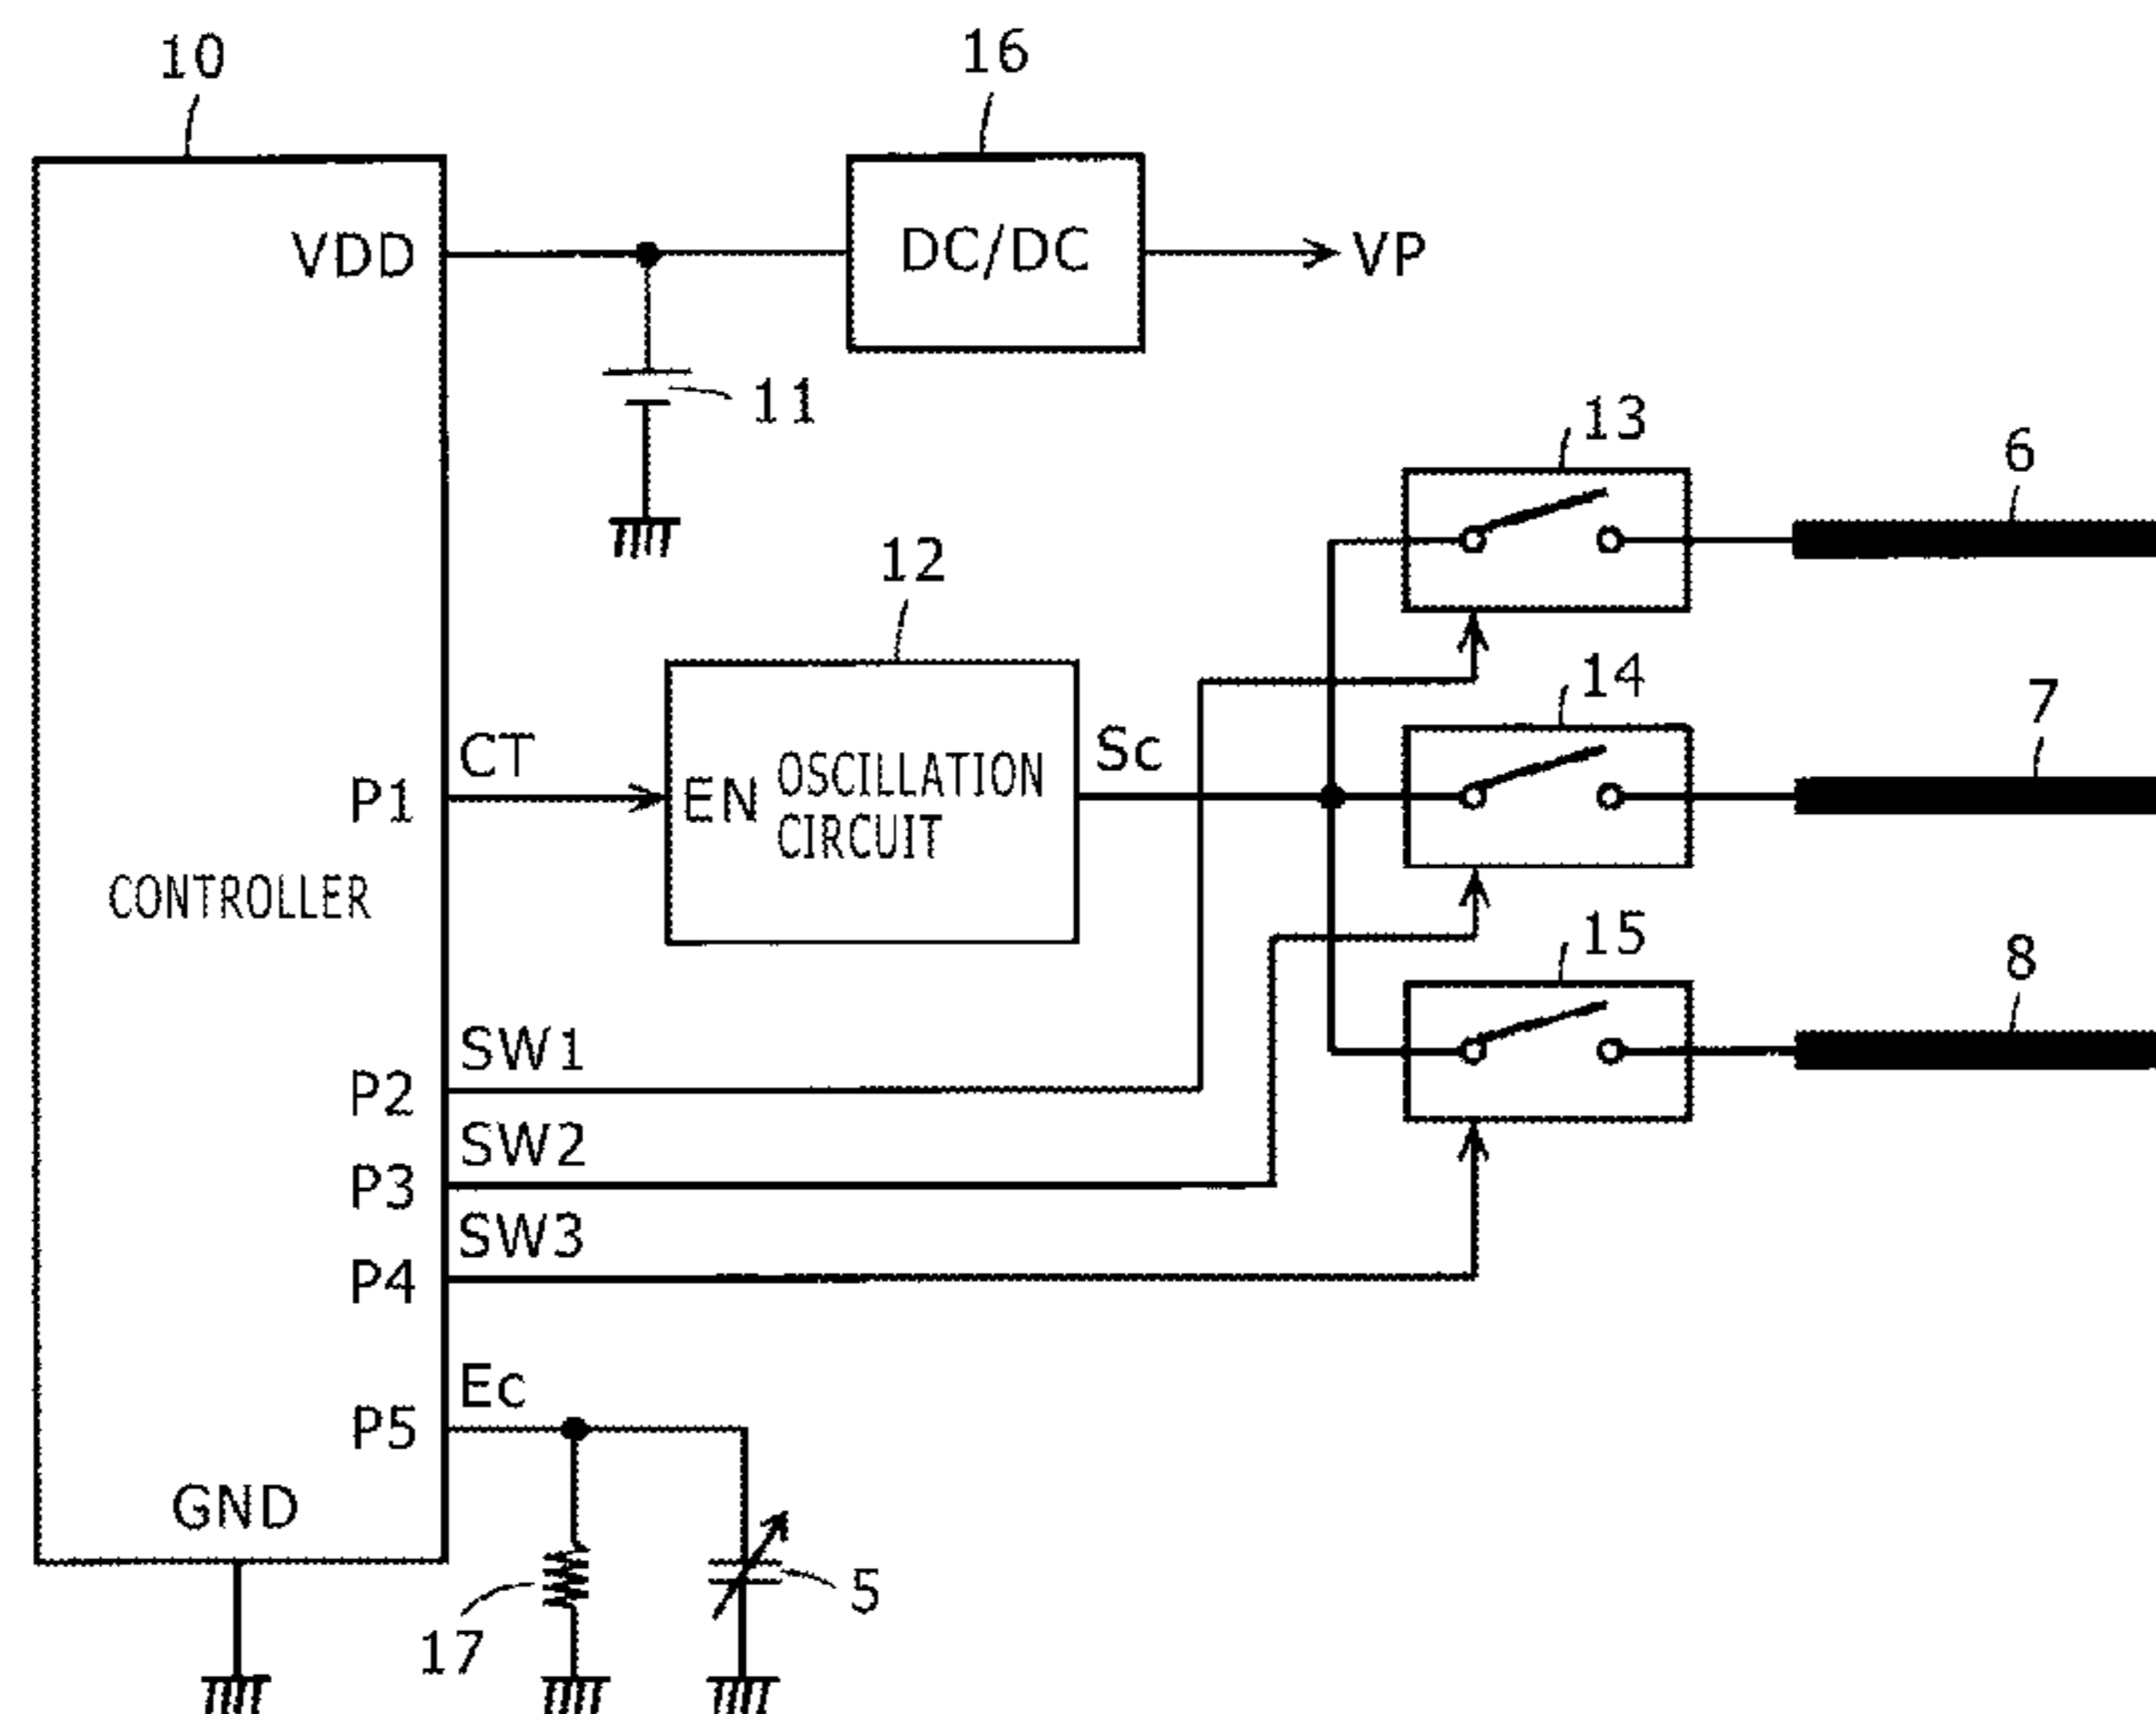 10
16
VDD
DC/DC
VP
11
13
6
12
14
7
CT
Sc
P1
EN OSCILLATION
CIRCUIT
CONTROLLER
15
8
SW1
P2
SW2
P3
SW3
P4
Ec
P5
GND
5
17